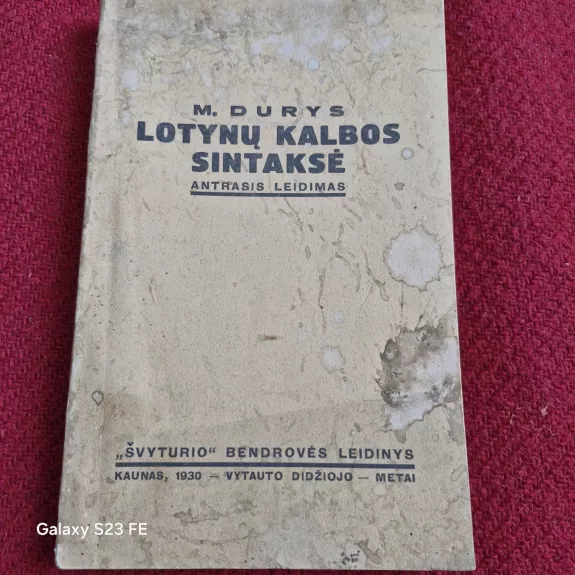 M. DURYS
LOTYNŲ KALBOS
SINTAKSĖ
ANTRASIS LEIDIMAS
„ŠVYTURIO“ BENDROVĖS LEIDINYS
KAUNAS, 1930 — VYTAUTO DIDŽIOJO — METAI
Galaxy S23 FE